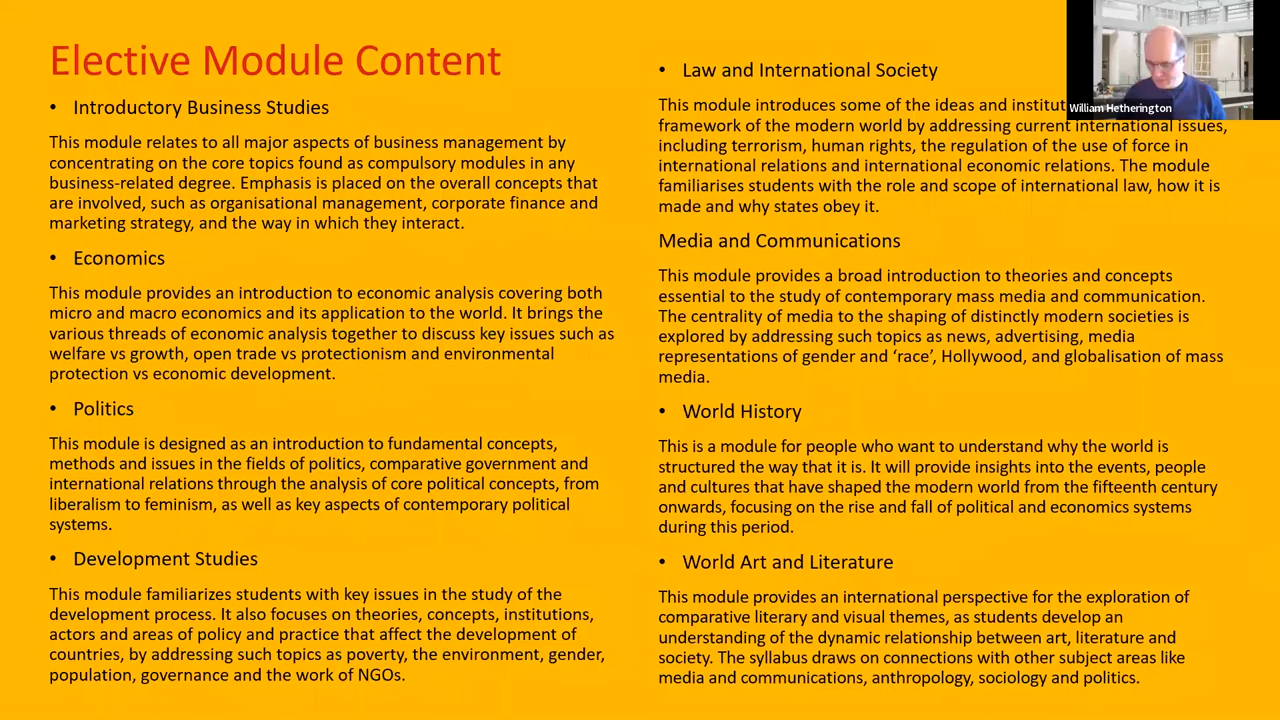 Elective Module Content
• Introductory Business Studies
This module relates to all major aspects of business management by
concentrating on the core topics found as compulsory modules in any
business-related degree. Emphasis is placed on the overall concepts that
are involved, such as organisational management, corporate finance and
marketing strategy, and the way in which they interact.
• Economics
This module provides an introduction to economic analysis covering both
micro and macro economics and its application to the world. It brings the
various threads of economic analysis together to discuss key issues such as
welfare vs growth, open trade vs protectionism and environmental
protection vs economic development.
• Politics
This module is designed as an introduction to fundamental concepts,
methods and issues in the fields of politics, comparative government and
international relations through the analysis of core political concepts, from
liberalism to feminism, as well as key aspects of contemporary political
systems.
• Development Studies
This module familiarizes students with key issues in the study of the
development process. It also focuses on theories, concepts, institutions,
actors and areas of policy and practice that affect the development of
countries, by addressing such topics as poverty, the environment, gender,
population, governance and the work of NGOs.
• Law and International Society
This module introduces some of the ideas and
framework of the modern world by addressing current international issues,
including terrorism, human rights, the regulation of the use of force in
international relations and international economic relations. The module
familiarises students with the role and scope of international law, how it is
made and why states obey it.
Media and Communications
This module provides a broad introduction to theories and concepts
essential to the study of contemporary mass media and communication.
The centrality of media to the shaping of distinctly modern societies is
explored by addressing such topics as news, advertising, media
representations of gender and ‘race’, Hollywood, and globalisation of mass
media.
• World History
This is a module for people who want to understand why the world is
structured the way that it is. It will provide insights into the events, people
and cultures that have shaped the modern world from the fifteenth century
onwards, focusing on the rise and fall of political and economics systems
during this period.
• World Art and Literature
This module provides an international perspective for the exploration of
comparative literary and visual themes, as students develop an
understanding of the dynamic relationship between art, literature and
society. The syllabus draws on connections with other subject areas like
media and communications, anthropology, sociology and politics.
William Hetherington